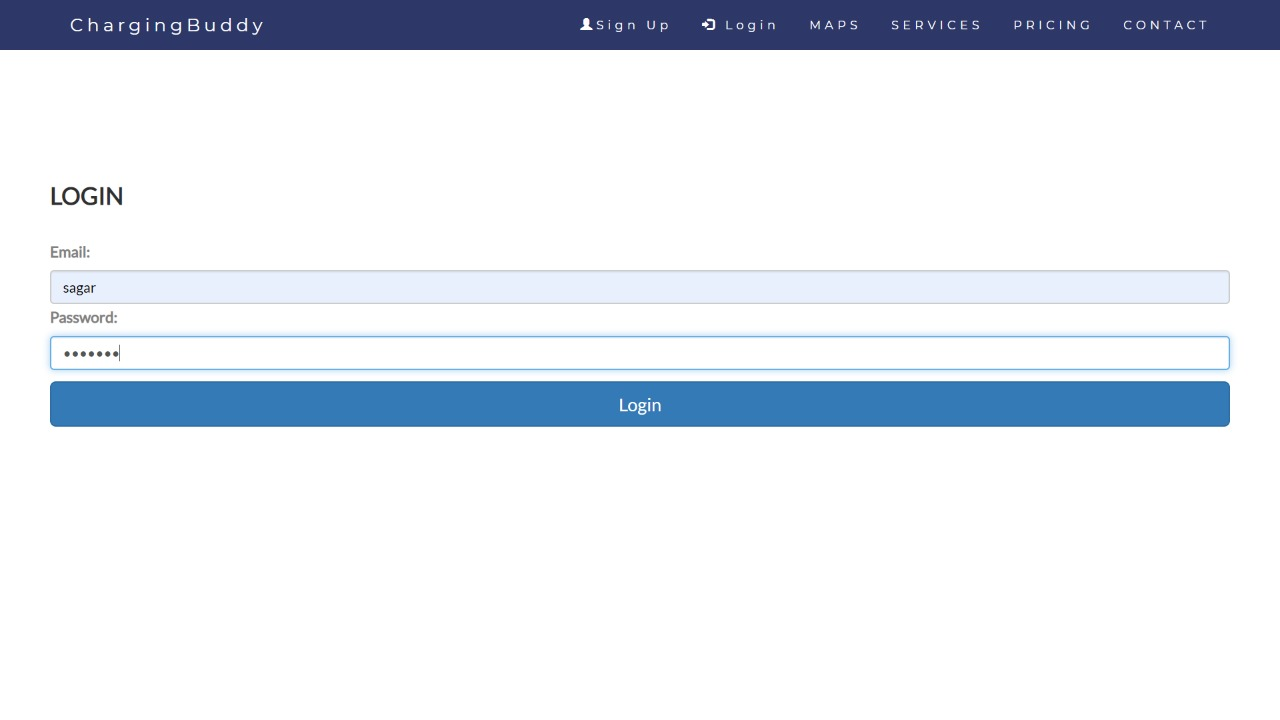 ChargingBuddy
Sign Up Login MAPS SERVICES PRICING CONTACT
LOGIN
Email:
sagar
Password:
•••••••
Login